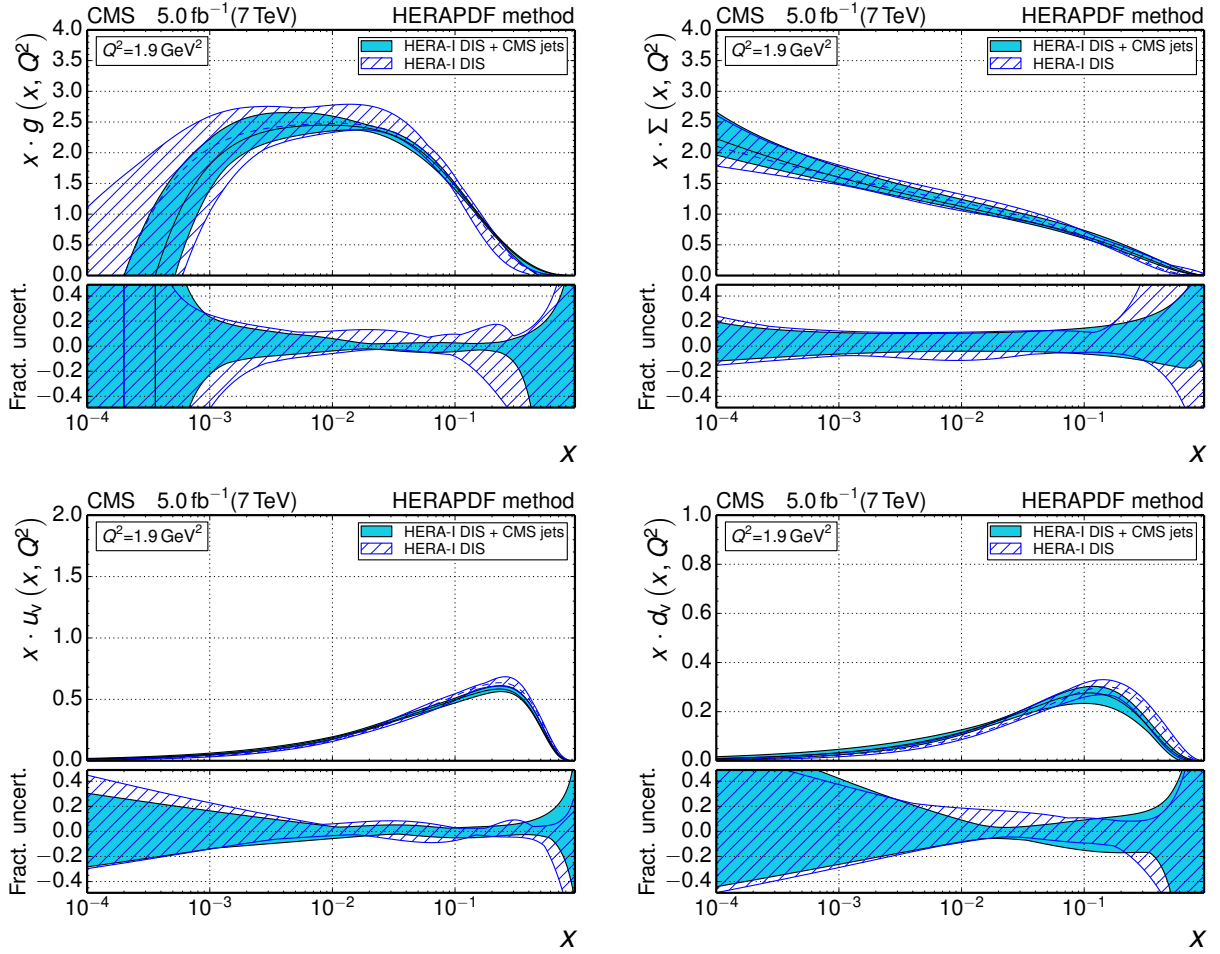 CMS 5.0 fb⁻¹(7 TeV) HERAPDF method
Q²=1.9 GeV²
HERA-I DIS + CMS jets
HERA-I DIS
x · g (x, Q²)
4.0
3.5
3.0
2.5
2.0
1.5
1.0
0.5
0.0
Fract. uncert.
0.4
0.2
0.0
−0.2
−0.4
10⁻⁴ 10⁻³ 10⁻² 10⁻¹
x
CMS 5.0 fb⁻¹(7 TeV) HERAPDF method
Q²=1.9 GeV²
HERA-I DIS + CMS jets
HERA-I DIS
x · Σ (x, Q²)
4.0
3.5
3.0
2.5
2.0
1.5
1.0
0.5
0.0
Fract. uncert.
0.4
0.2
0.0
−0.2
−0.4
10⁻⁴ 10⁻³ 10⁻² 10⁻¹
x
CMS 5.0 fb⁻¹(7 TeV) HERAPDF method
Q²=1.9 GeV²
HERA-I DIS + CMS jets
HERA-I DIS
x · uᵥ (x, Q²)
2.0
1.5
1.0
0.5
0.0
Fract. uncert.
0.4
0.2
0.0
−0.2
−0.4
10⁻⁴ 10⁻³ 10⁻² 10⁻¹
x
CMS 5.0 fb⁻¹(7 TeV) HERAPDF method
Q²=1.9 GeV²
HERA-I DIS + CMS jets
HERA-I DIS
x · dᵥ (x, Q²)
1.0
0.8
0.6
0.4
0.2
0.0
Fract. uncert.
0.4
0.2
0.0
−0.2
−0.4
10⁻⁴ 10⁻³ 10⁻² 10⁻¹
x